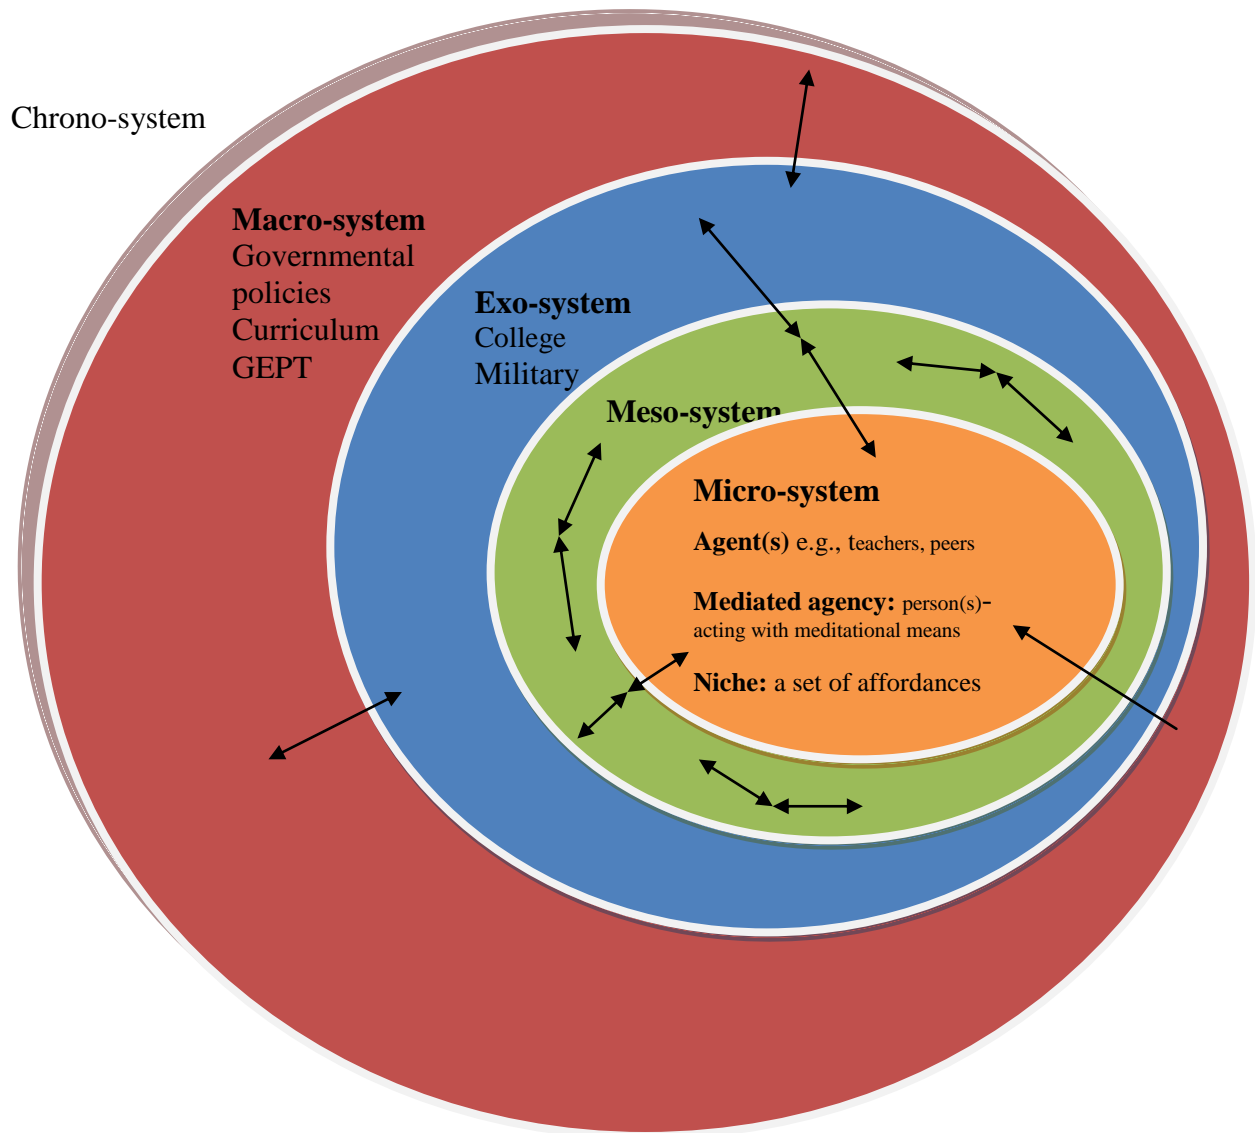 Chrono-system
Macro-system
Governmental
policies
Curriculum
GEPT
Exo-system
College
Military
Meso-system
Micro-system
Agent(s) e.g., teachers, peers
Mediated agency: person(s)-
acting with meditational means
Niche: a set of affordances